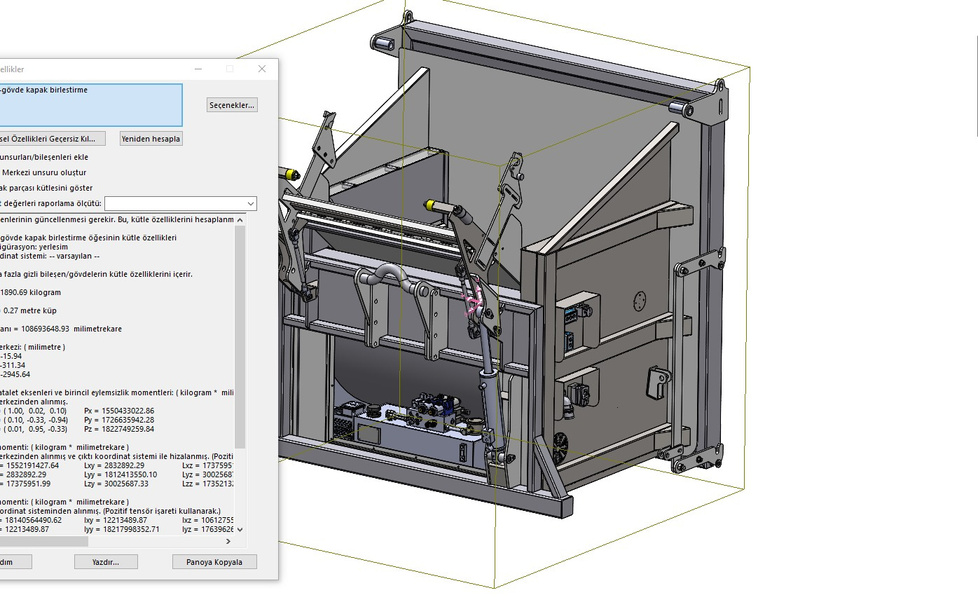 ellikler
-gövde kapak birlestirme
Seçenekler...
sel Özellikleri Geçersiz Kıl...
Yeniden hesapla
unsurları/bileşenleri ekle
Merkezi unsuru oluştur
ak parçası kütlesini göster
t değerleri raporlama ölçütü:
enlerinin güncellenmesi gerekir. Bu, kütle özelliklerini hesaplanm
gövde kapak birlestirme öğesinin kütle özellikleri
igürasyon: yerlesim
dinat sistemi: -- varsayılan --
a fazla gizli bileşen/gövdelerin kütle özelliklerini içerir.
1890.69 kilogram
0.27 metre küp
anı = 108693648.93 milimetrekare
erkezi: ( milimetre )
-15.94
-311.34
-2945.64
atalet eksenleri ve birincil eylemsizlik momentleri: ( kilogram * mili
erkezinden alınmış.
( 1.00, 0.02, 0.10) Px = 1550433022.86
( 0.10, -0.33, -0.94) Py = 1726635942.28
( 0.01, 0.95, -0.33) Pz = 1822749259.84
omenti: ( kilogram * milimetrekare )
erkezinden alınmış ve çıktı koordinat sistemi ile hizalanmış. (Poziti
= 1552191427.64 Lxy = 2832892.29 Lxz = 1737595
= 2832892.29 Lyy = 1812413550.10 Lyz = 3002568
= 17375951.99 Lzy = 30025687.33 Lzz = 1735213
omenti: ( kilogram * milimetrekare )
ordinat sisteminden alınmış. (Pozitif tensör işareti kullanarak.)
= 18140564490.62 Ixy = 12213489.87 Ixz = 1061275
= 12213489.87 Iyy = 18217998352.71 Iyz = 1763962
dım
Yazdır...
Panoya Kopyala